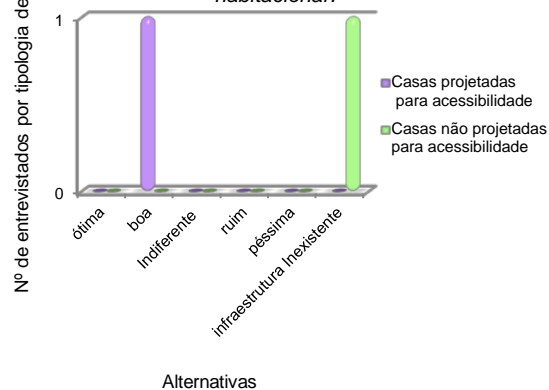 habitacional?
Nº de entrevistados por tipologia de
1
0
ótima
boa
Indiferente
ruim
péssima
infraestrutura Inexistente
Casas projetadas
para acessibilidade
Casas não projetadas
para acessibilidade
Alternativas